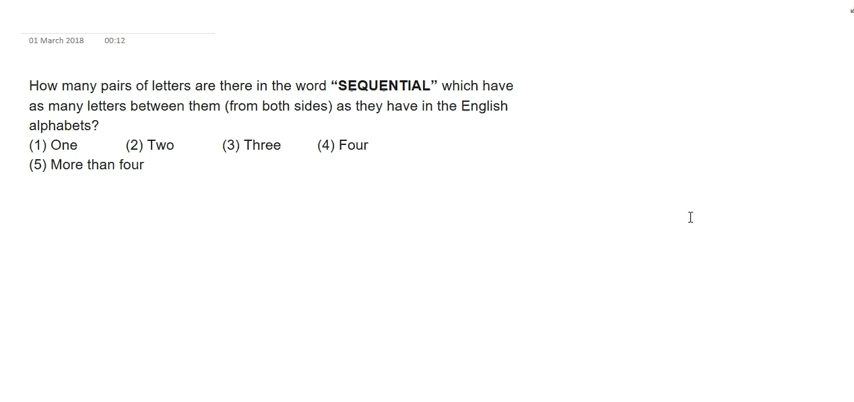 01 March 2018 00:12
How many pairs of letters are there in the word “SEQUENTIAL” which have
as many letters between them (from both sides) as they have in the English
alphabets?
(1) One (2) Two (3) Three (4) Four
(5) More than four